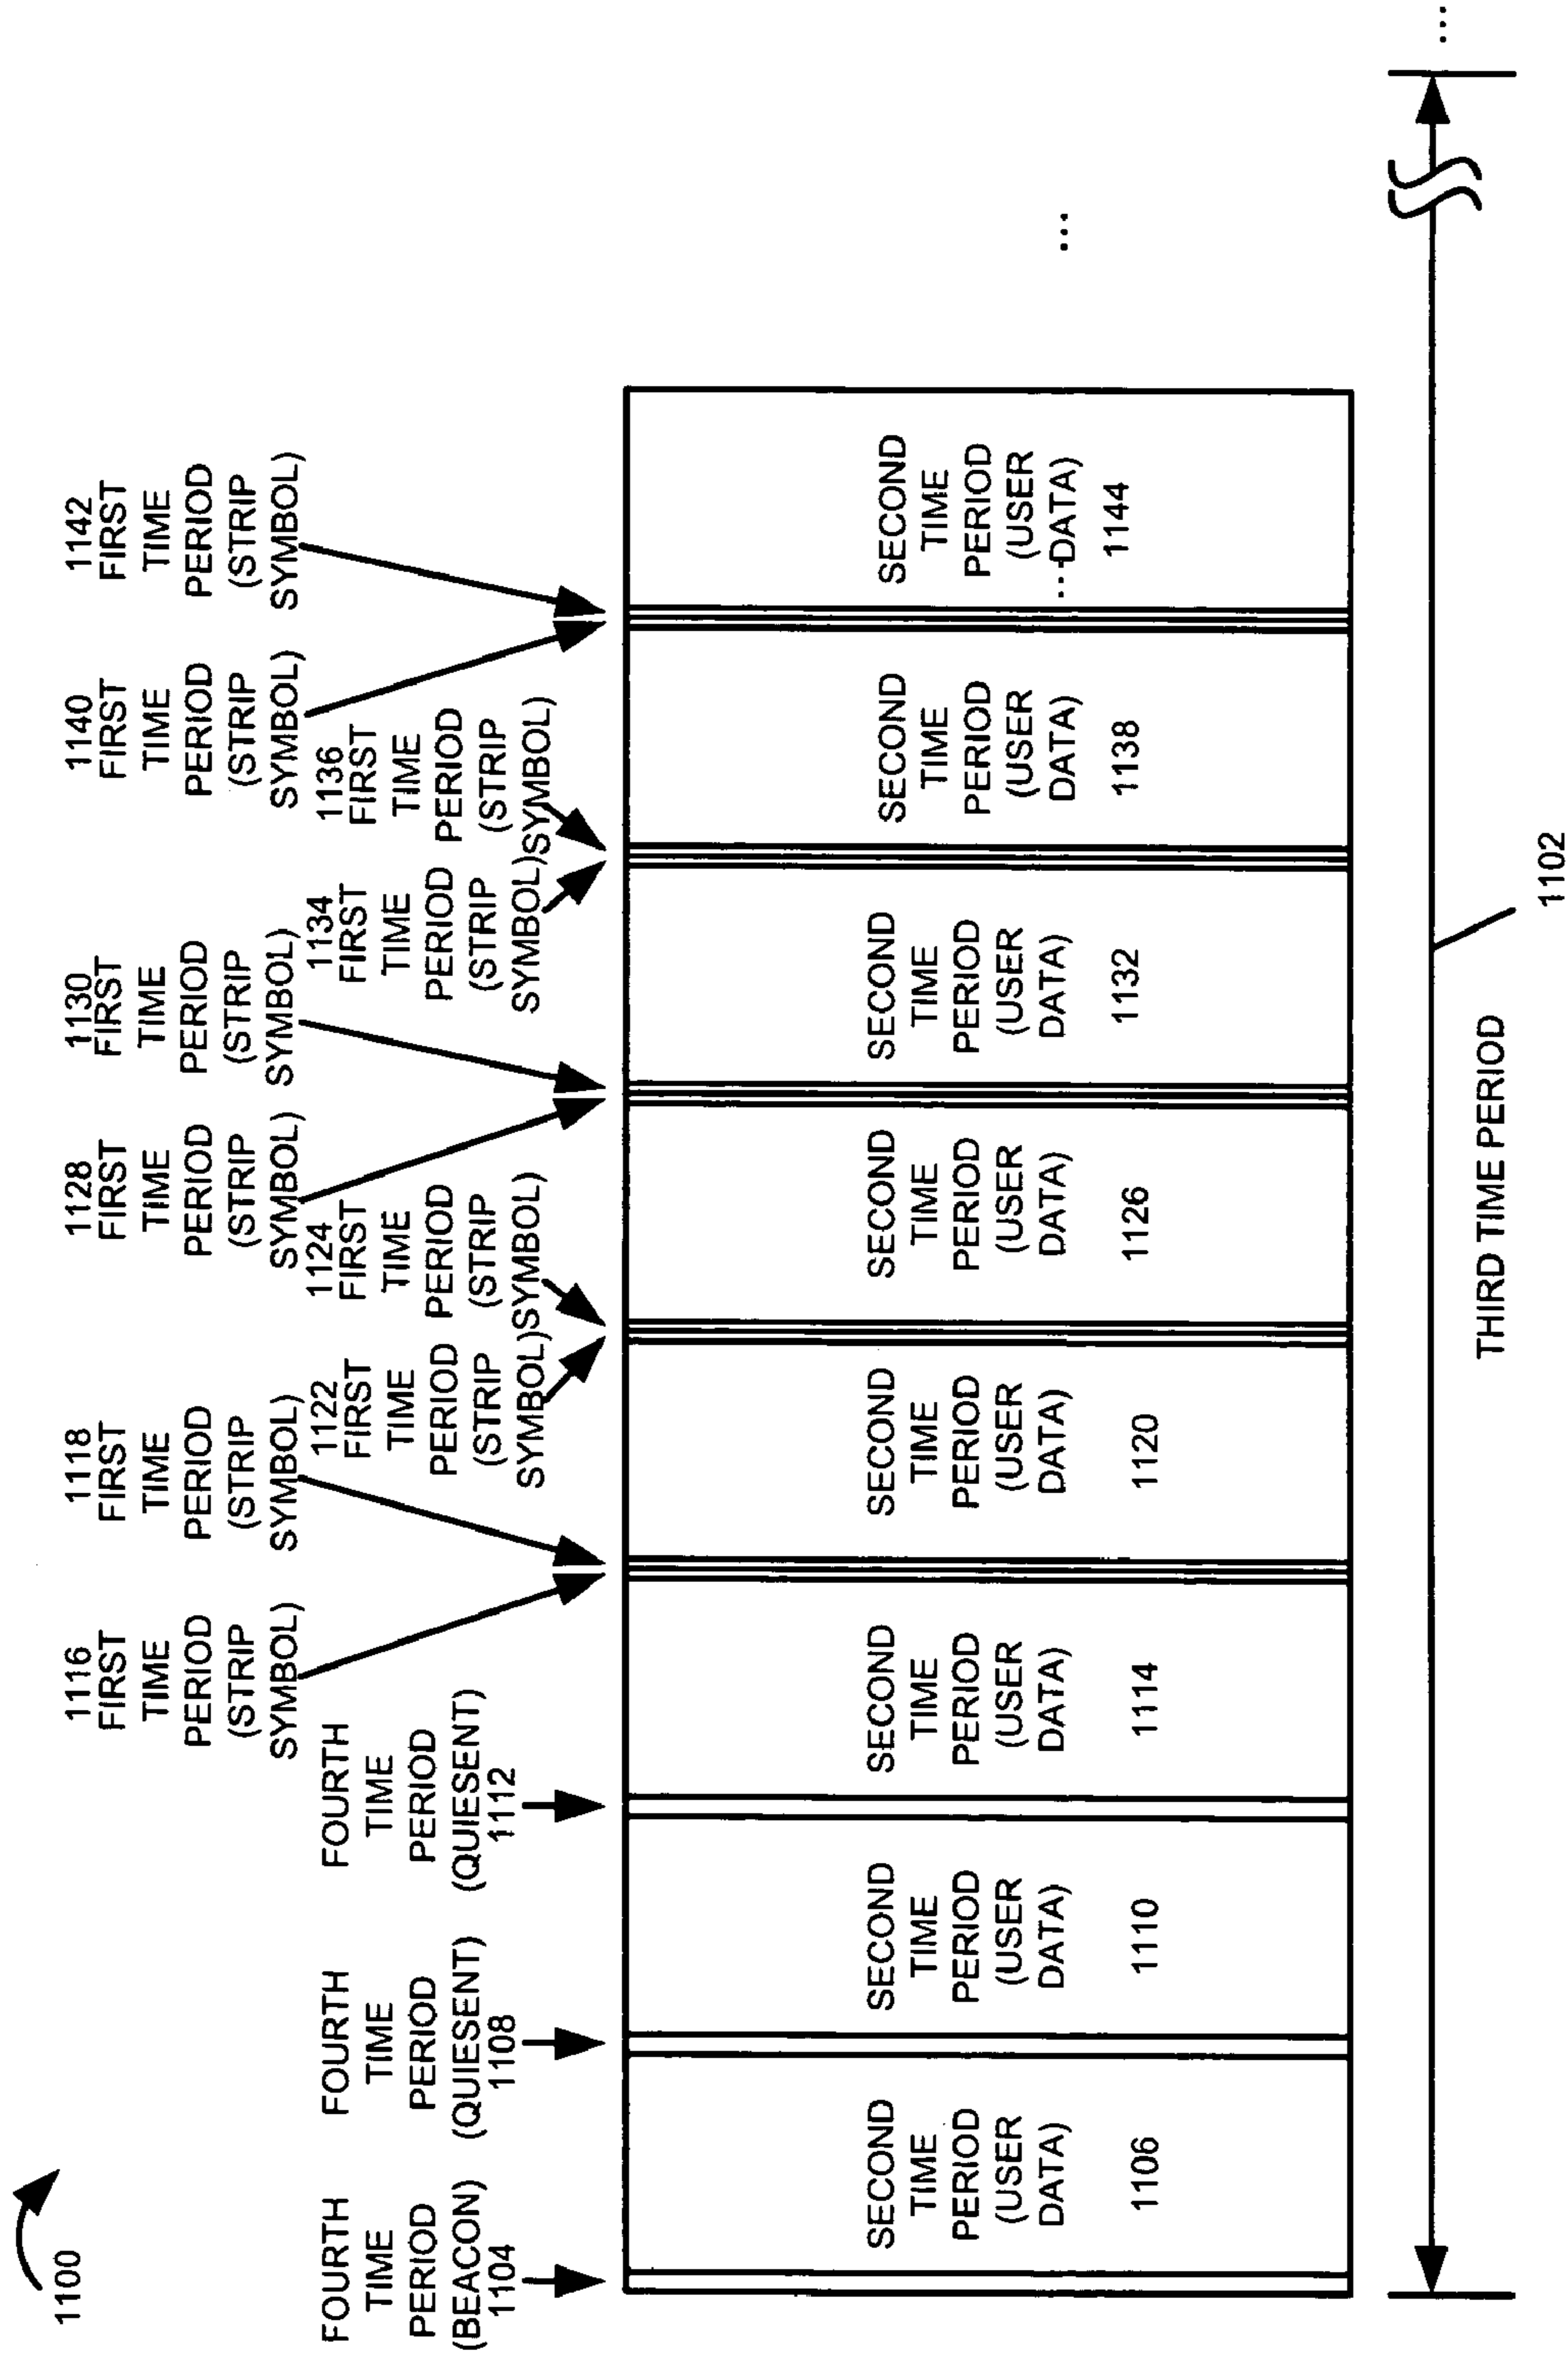 1100
FOURTH
TIME
PERIOD
(BEACON)
1104
FOURTH
TIME
PERIOD
(QUIESENT)
1108
FOURTH
TIME
PERIOD
(QUIESENT)
1112
1116
FIRST
TIME
PERIOD
(STRIP
SYMBOL)
1118
FIRST
TIME
PERIOD
(STRIP
SYMBOL)
1122
FIRST
TIME
PERIOD
(STRIP
SYMBOL)
1124
FIRST
TIME
PERIOD
(STRIP
SYMBOL)
1128
FIRST
TIME
PERIOD
(STRIP
SYMBOL)
1130
FIRST
TIME
PERIOD
(STRIP
SYMBOL)
1134
FIRST
TIME
PERIOD
(STRIP
SYMBOL)
1136
FIRST
TIME
PERIOD
(STRIP
SYMBOL)
1140
FIRST
TIME
PERIOD
(STRIP
SYMBOL)
1142
FIRST
TIME
PERIOD
(STRIP
SYMBOL)
SECOND
TIME
PERIOD
(USER
DATA)
1106
SECOND
TIME
PERIOD
(USER
DATA)
1110
SECOND
TIME
PERIOD
(USER
DATA)
1114
SECOND
TIME
PERIOD
(USER
DATA)
1120
SECOND
TIME
PERIOD
(USER
DATA)
1126
SECOND
TIME
PERIOD
(USER
DATA)
1132
SECOND
TIME
PERIOD
(USER
DATA)
1138
SECOND
TIME
PERIOD
(USER
...DATA)
1144
...
...
THIRD TIME PERIOD
1102